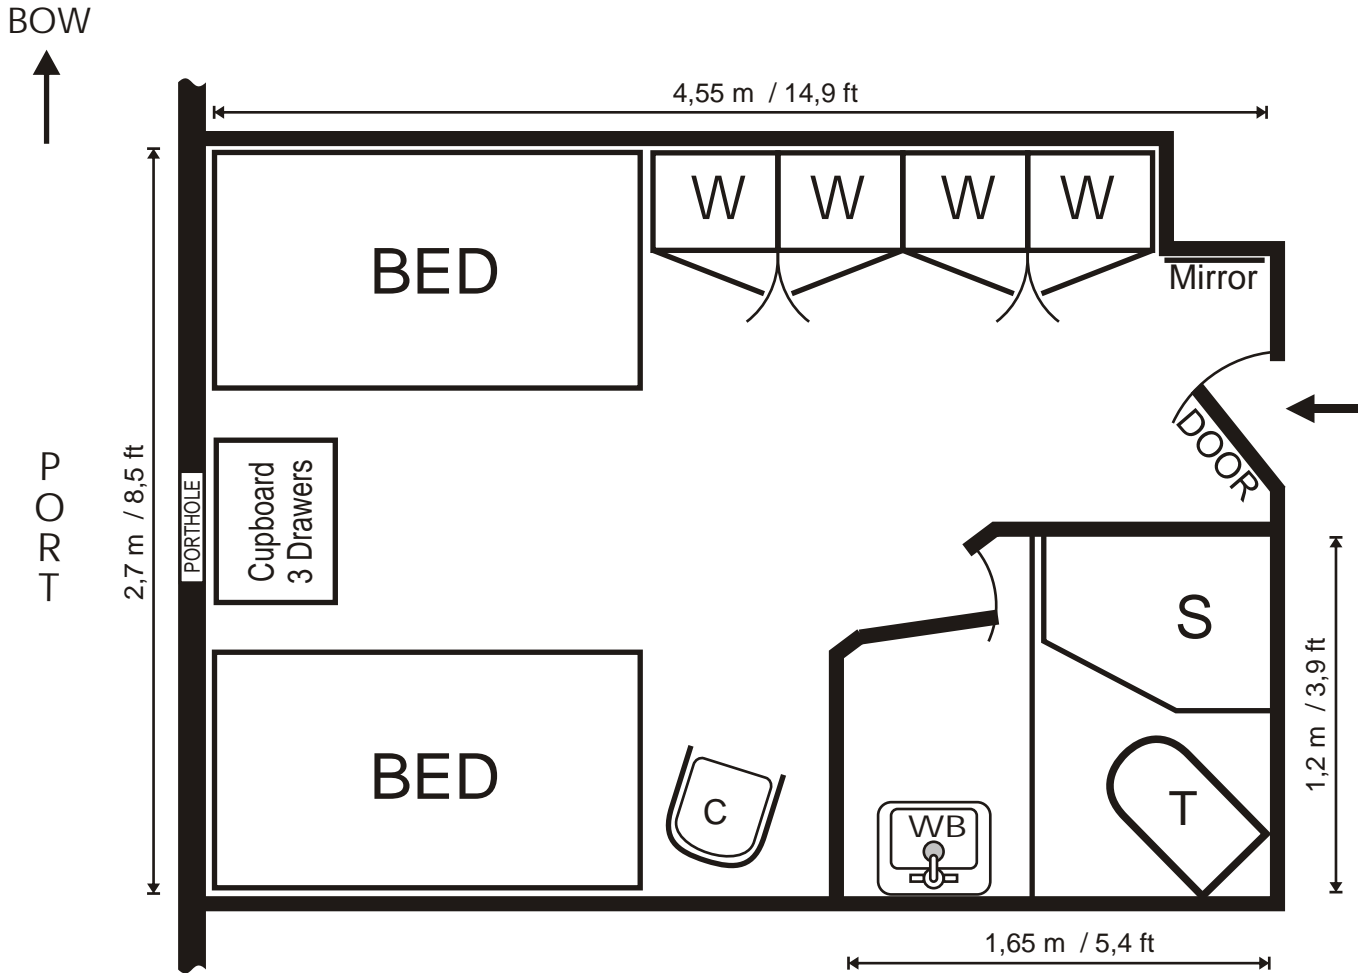 BOW
4,55 m / 14,9 ft
BED
W W W W
Mirror
DOOR
PORT
2,7 m / 8,5 ft
PORTHOLE
Cupboard
3 Drawers
S
1,2 m / 3,9 ft
BED
C
WB
T
1,65 m / 5,4 ft